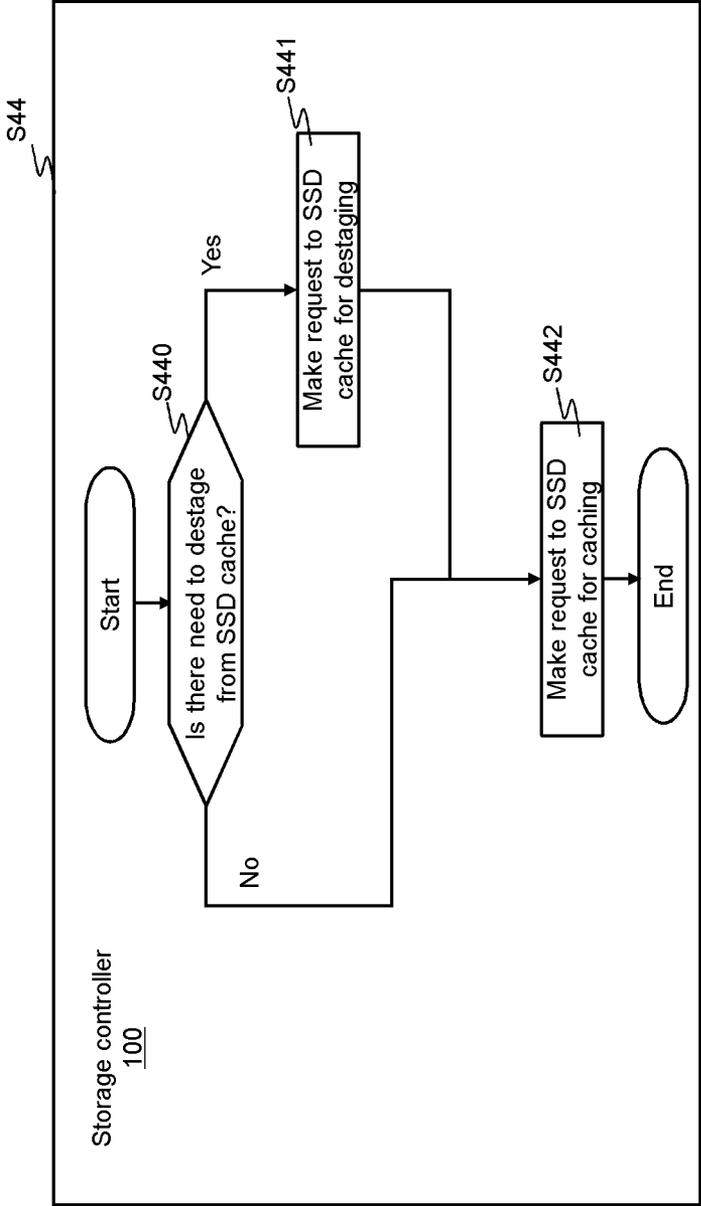 S44
Storage controller
100
Start
S440
Is there need to destage
from SSD cache?
No
Yes
S441
Make request to SSD
cache for destaging
S442
Make request to SSD
cache for caching
End